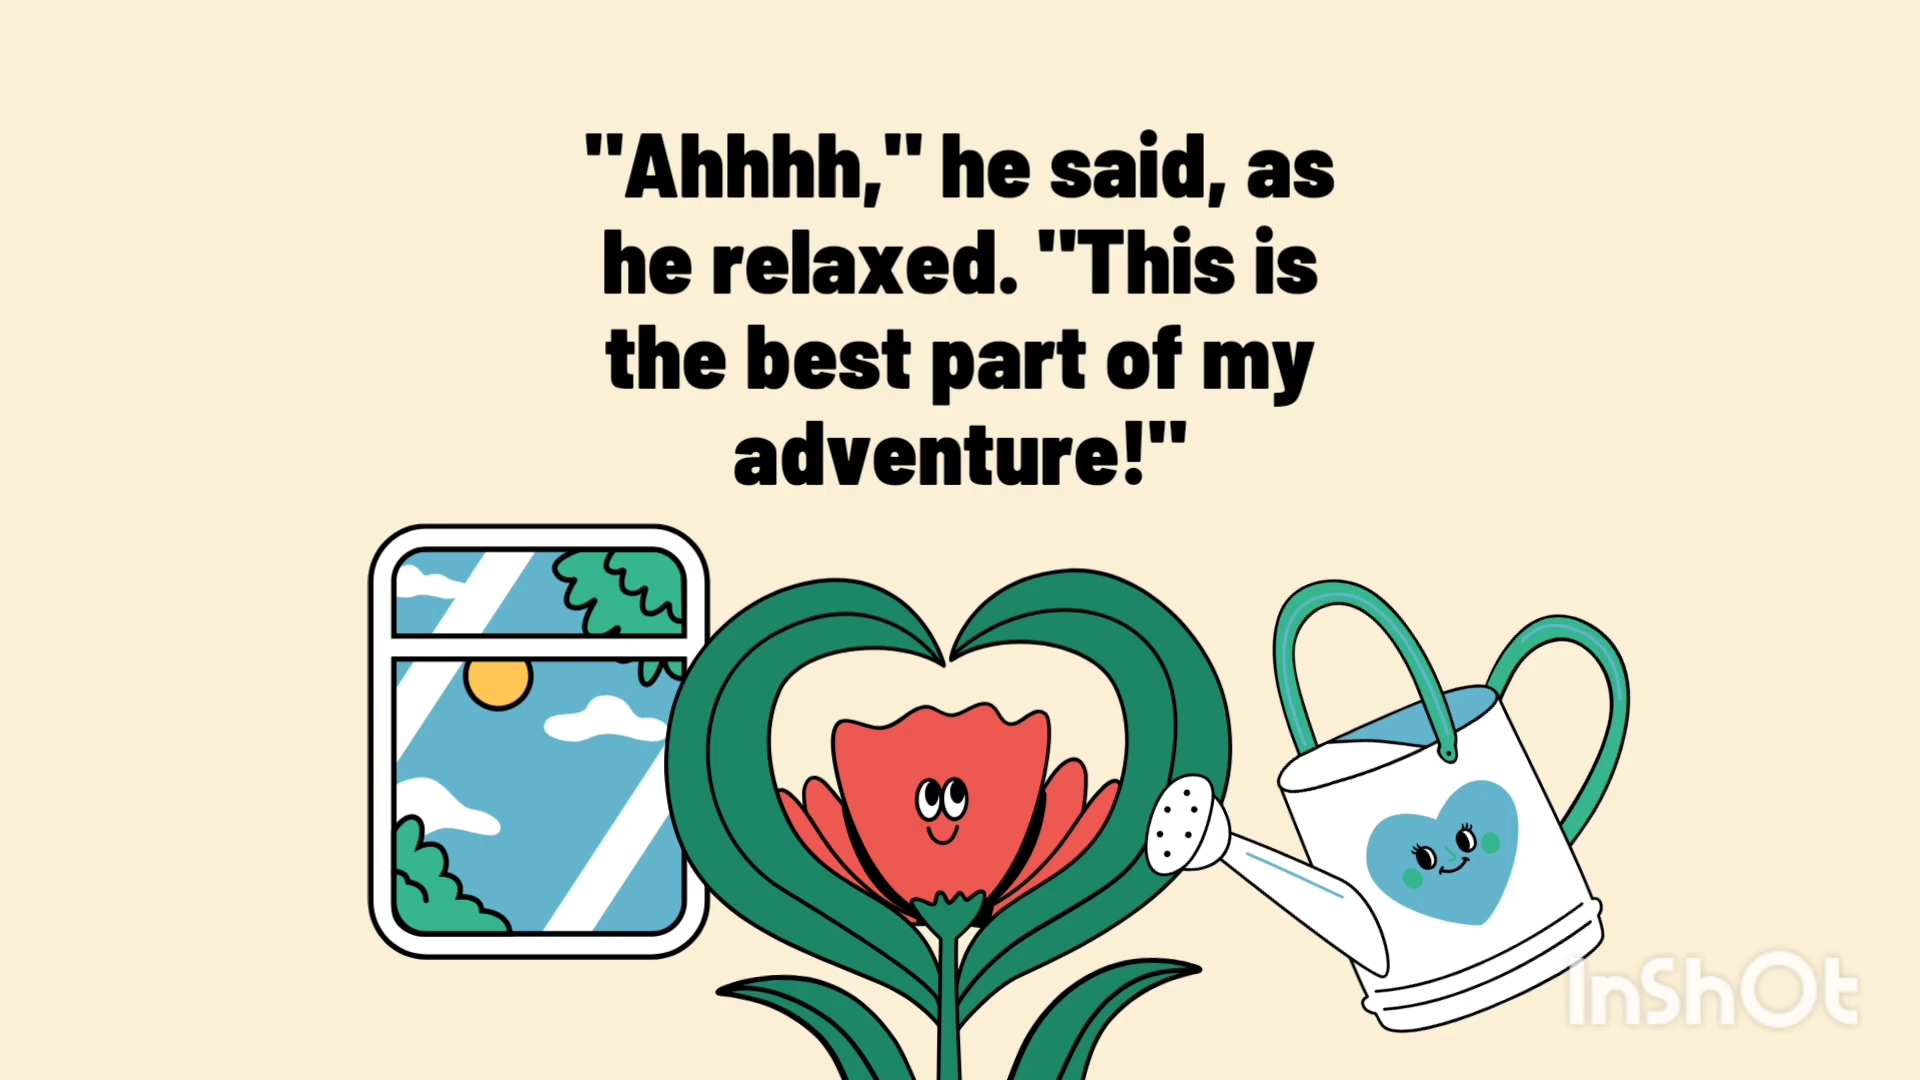 "Ahhhh," he said, as
he relaxed. "This is
the best part of my
adventure!"
InShOt